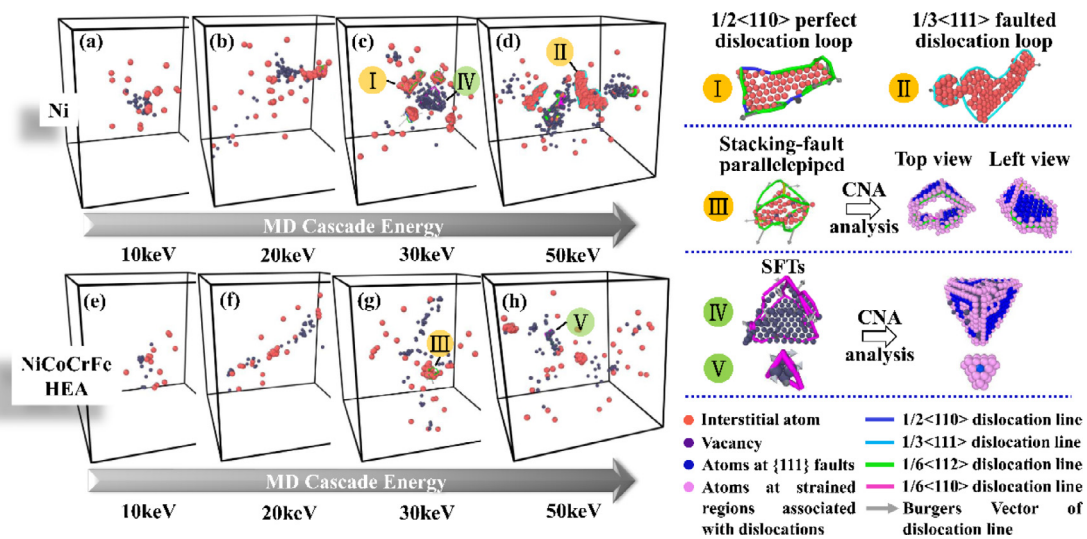 (a)
(b)
(c)
(d)
I
IV
II
Ni
MD Cascade Energy
10keV
20keV
30keV
50keV
(e)
(f)
(g)
(h)
III
V
NiCoCrFe
HEA
MD Cascade Energy
10keV
20keV
30keV
50keV
1/2<110> perfect
dislocation loop
1/3<111> faulted
dislocation loop
I
II
Stacking-fault
parallelepiped
Top view
Left view
III
CNA
analysis
SFTs
IV
V
CNA
analysis
Interstitial atom
Vacancy
Atoms at {111} faults
Atoms at strained
regions associated
with dislocations
1/2<110> dislocation line
1/3<111> dislocation line
1/6<112> dislocation line
1/6<110> dislocation line
Burgers Vector of
dislocation line